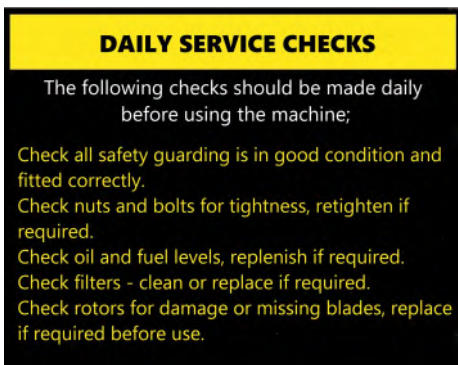 DAILY SERVICE CHECKS
The following checks should be made daily
before using the machine;
Check all safety guarding is in good condition and
fitted correctly.
Check nuts and bolts for tightness, retighten if
required.
Check oil and fuel levels, replenish if required.
Check filters - clean or replace if required.
Check rotors for damage or missing blades, replace
if required before use.